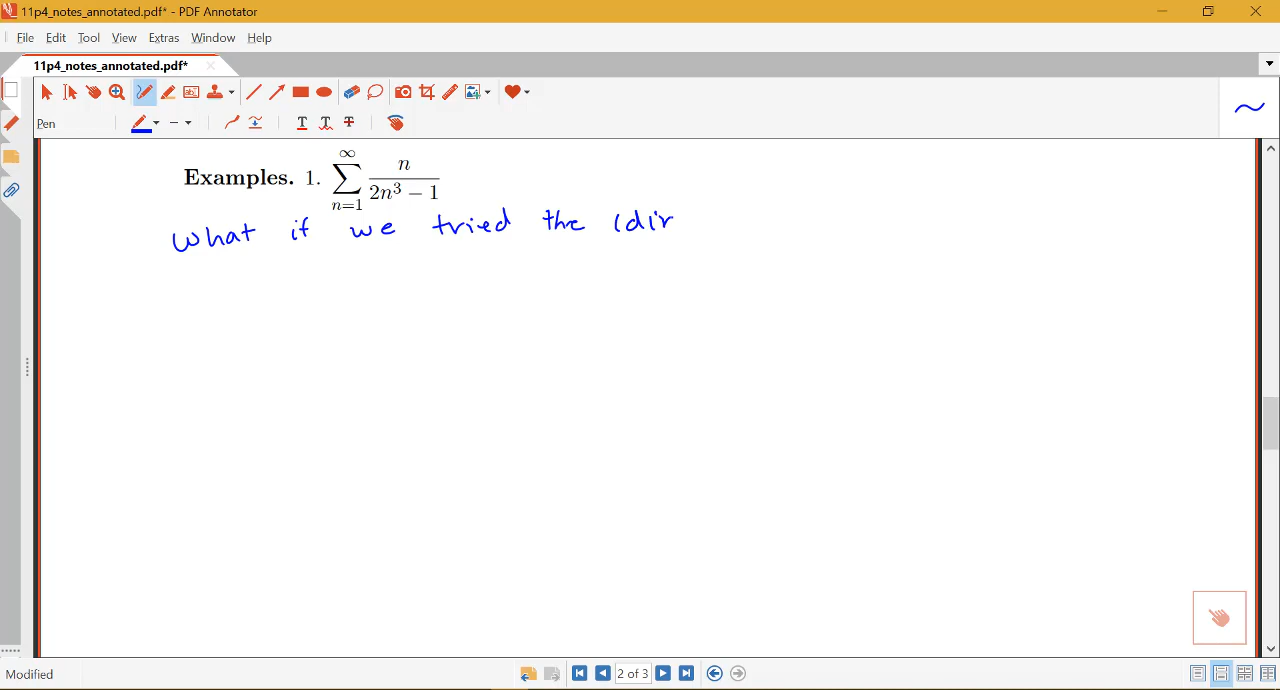 11p4_notes_annotated.pdf* - PDF Annotator
File Edit Tool View Extras Window Help
11p4_notes_annotated.pdf*
Pen
Examples. 1. ∑_{n=1}^{∞} n/(2n³ − 1)
What if we tried the (dir
Modified
2 of 3